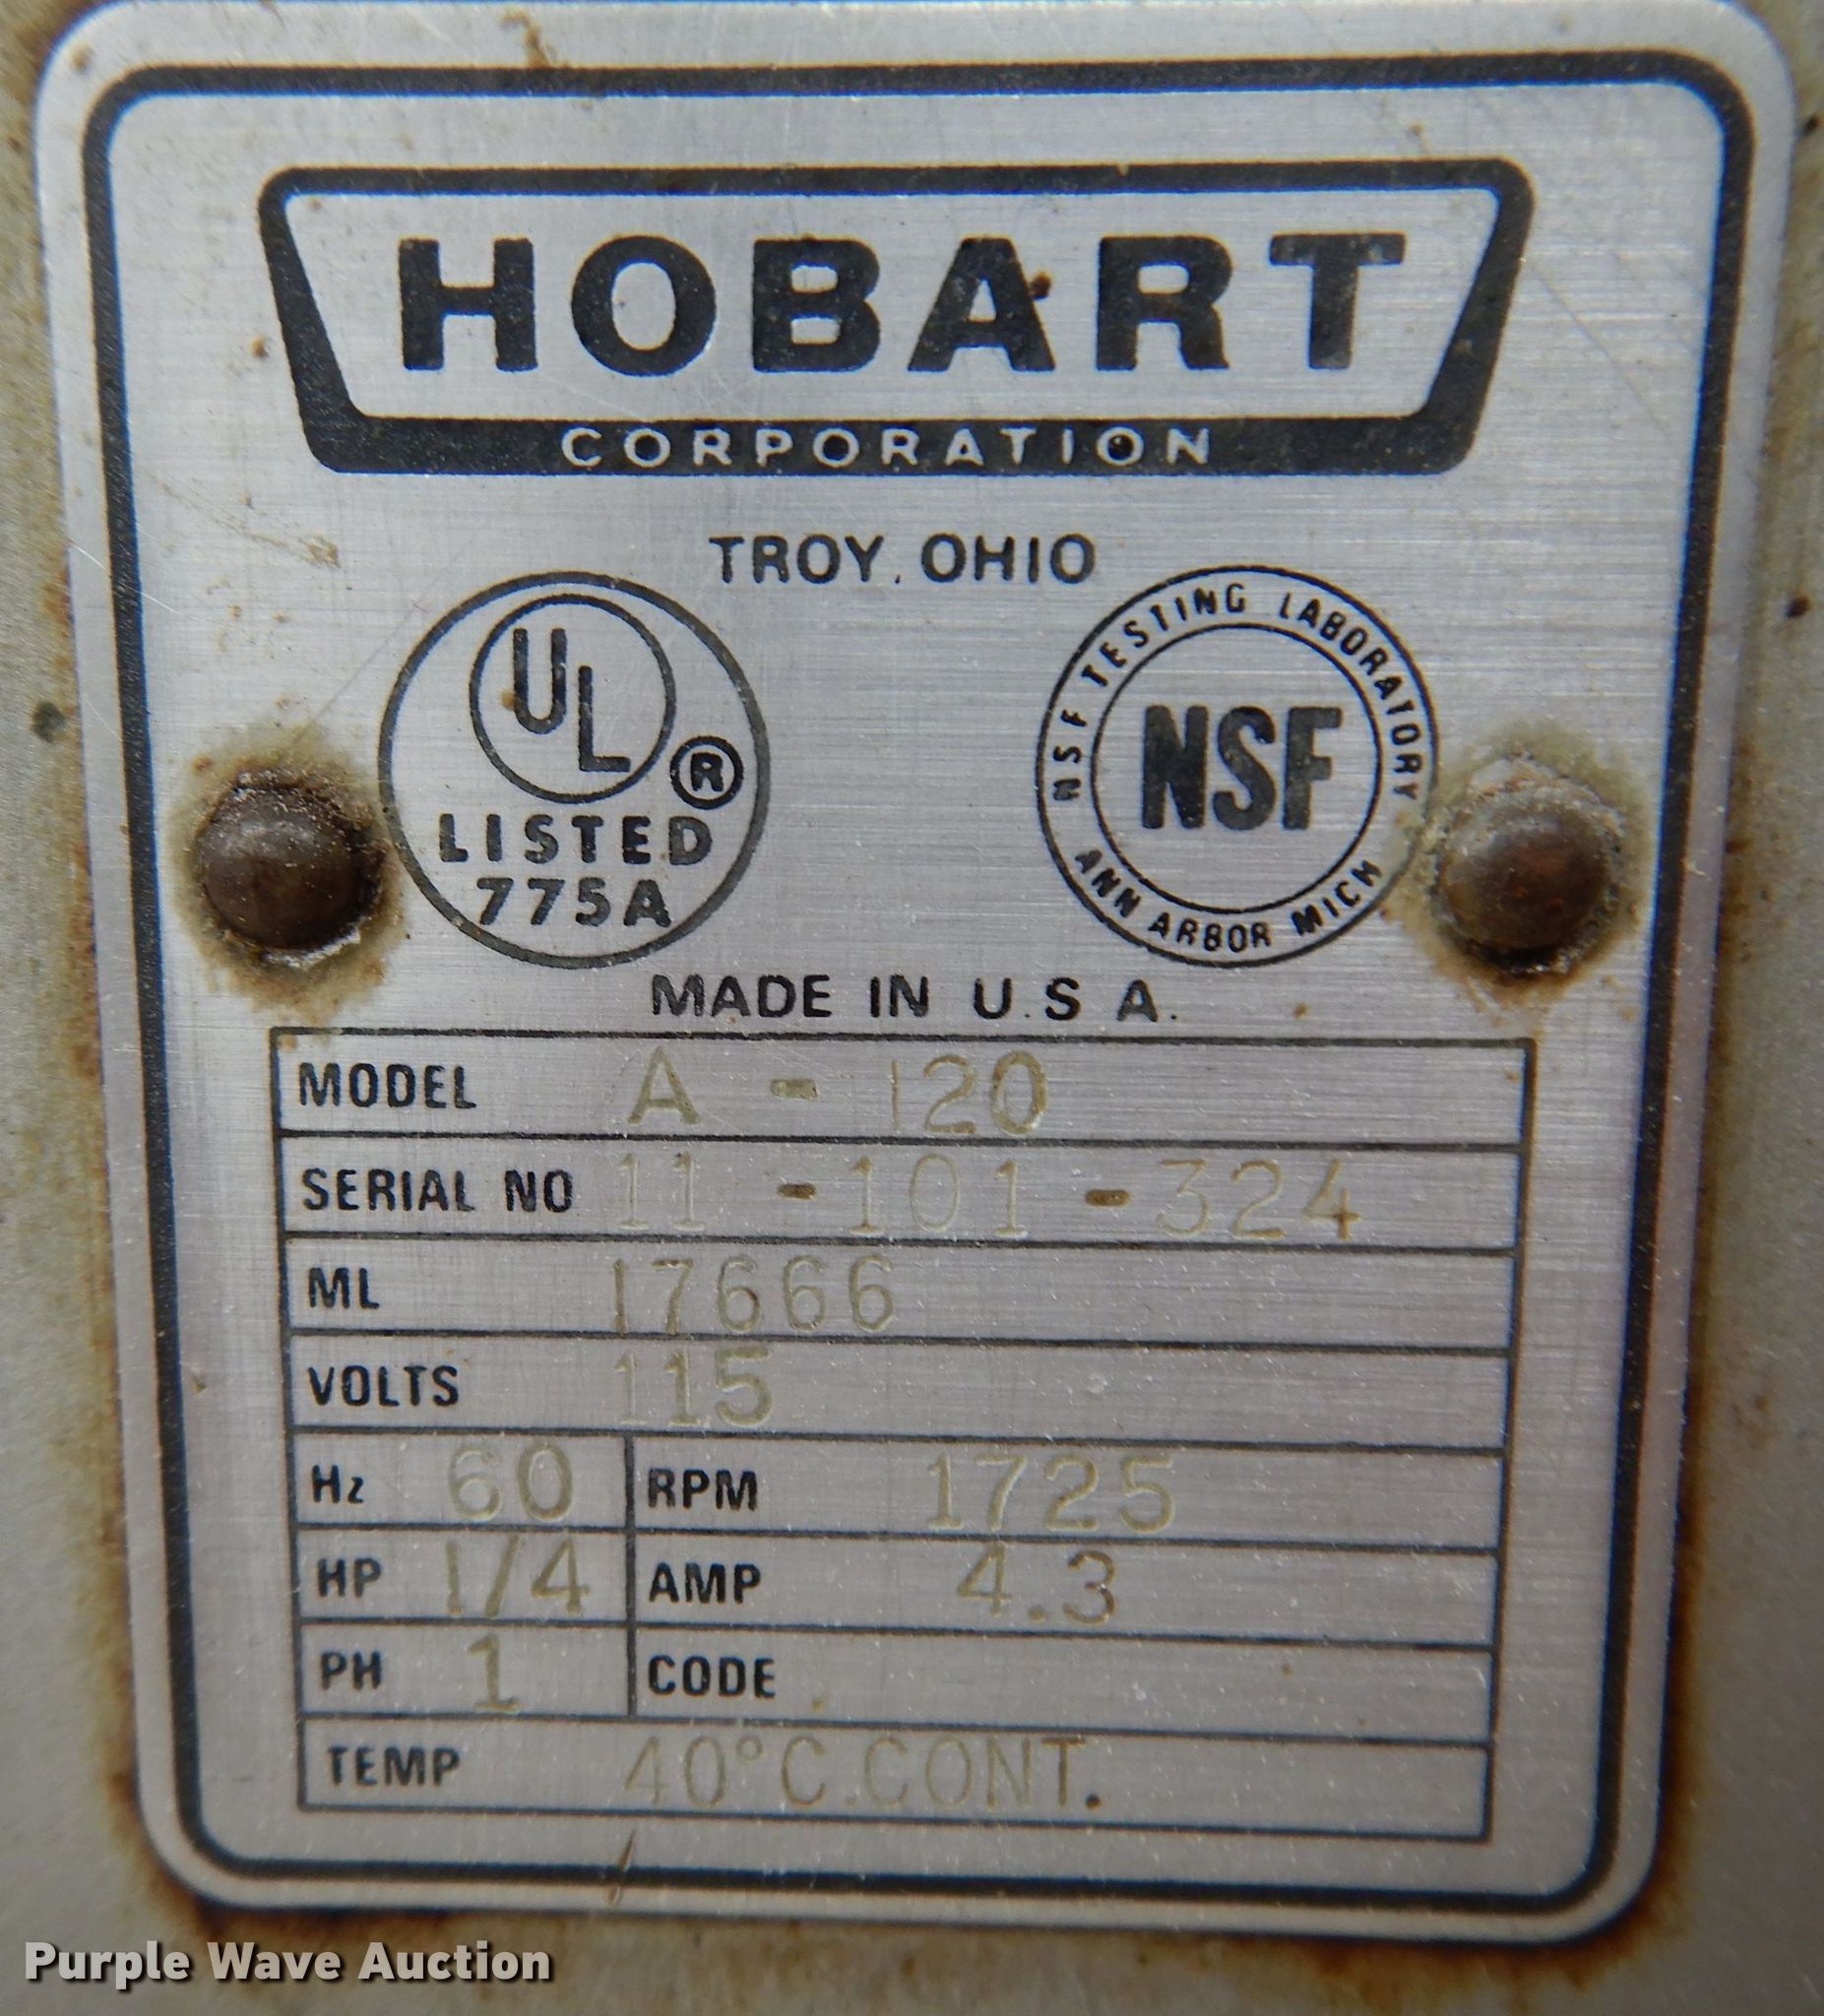 HOBART
CORPORATION
TROY, OHIO
UL ®
LISTED
775A
NSF TESTING LABORATORY
NSF
ANN ARBOR MICH
MADE IN U.S A.
MODEL A - 120
SERIAL NO 11 - 101 - 324
ML 17666
VOLTS 115
Hz 60 RPM 1725
HP 1/4 AMP 4.3
PH 1 CODE
TEMP 40°C.CONT.
Purple Wave Auction